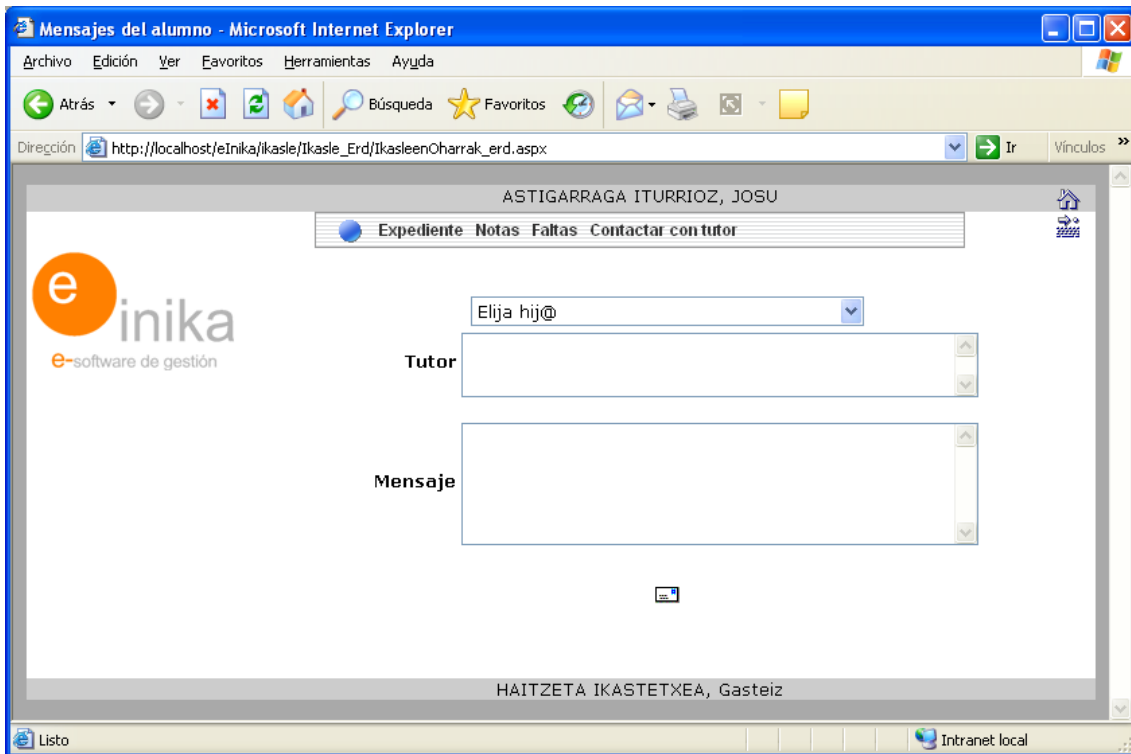 Mensajes del alumno - Microsoft Internet Explorer
Archivo Edición Ver Favoritos Herramientas Ayuda
Atrás Búsqueda Favoritos
Dirección http://localhost/eInika/ikasle/Ikasle_Erd/IkasleenOharrak_erd.aspx Ir Vínculos »
ASTIGARRAGA ITURRIOZ, JOSU
Expediente Notas Faltas Contactar con tutor
e inika
e-software de gestión
Elija hij@
Tutor
Mensaje
HAITZETA IKASTETXEA, Gasteiz
Listo Intranet local